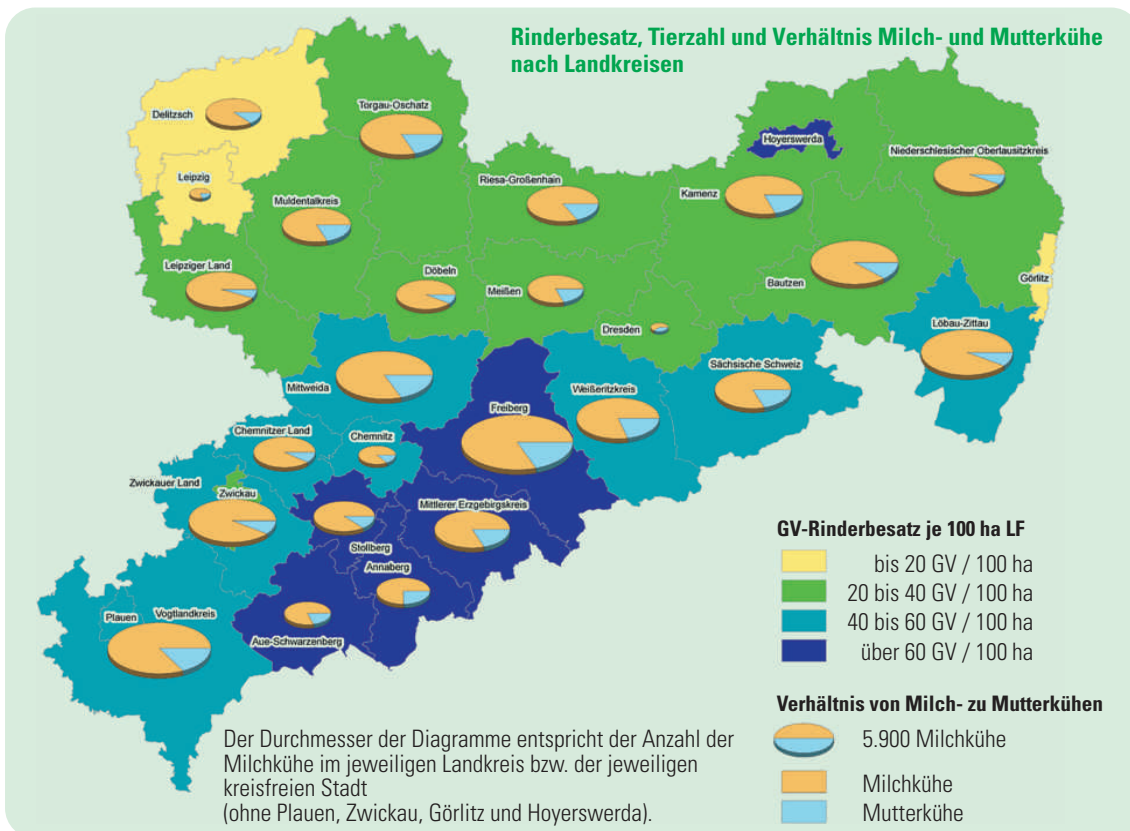 Rinderbesatz, Tierzahl und Verhältnis Milch- und Mutterkühe
nach Landkreisen
Delitzsch
Torgau-Oschatz
Hoyerswerda
Niederschlesischer Oberlausitzkreis
Leipzig
Riesa-Großenhain
Kamenz
Muldentalkreis
Leipziger Land
Döbeln
Meißen
Bautzen
Görlitz
Dresden
Löbau-Zittau
Mittweida
Sächsische Schweiz
Weißeritzkreis
Freiberg
Chemnitzer Land
Chemnitz
Zwickauer Land
Zwickau
Mittlerer Erzgebirgskreis
Stollberg
Annaberg
Plauen
Vogtlandkreis
Aue-Schwarzenberg
GV-Rinderbesatz je 100 ha LF
bis 20 GV / 100 ha
20 bis 40 GV / 100 ha
40 bis 60 GV / 100 ha
über 60 GV / 100 ha
Verhältnis von Milch- zu Mutterkühen
5.900 Milchkühe
Milchkühe
Mutterkühe
Der Durchmesser der Diagramme entspricht der Anzahl der
Milchkühe im jeweiligen Landkreis bzw. der jeweiligen
kreisfreien Stadt
(ohne Plauen, Zwickau, Görlitz und Hoyerswerda).